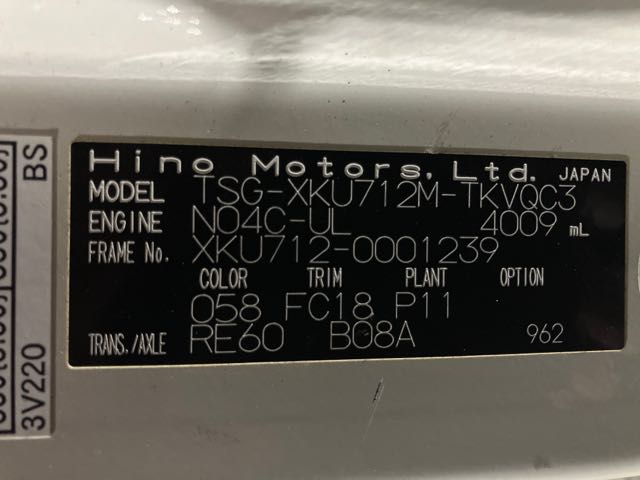 Hino Motors, Ltd. JAPAN
MODEL TSG-XKU712M-TKVQC3
ENGINE N04C-UL 4009 mL
FRAME No. XKU712-0001239
COLOR TRIM PLANT OPTION
058 FC18 P11
TRANS./AXLE RE60 B08A 962
BS
3V220